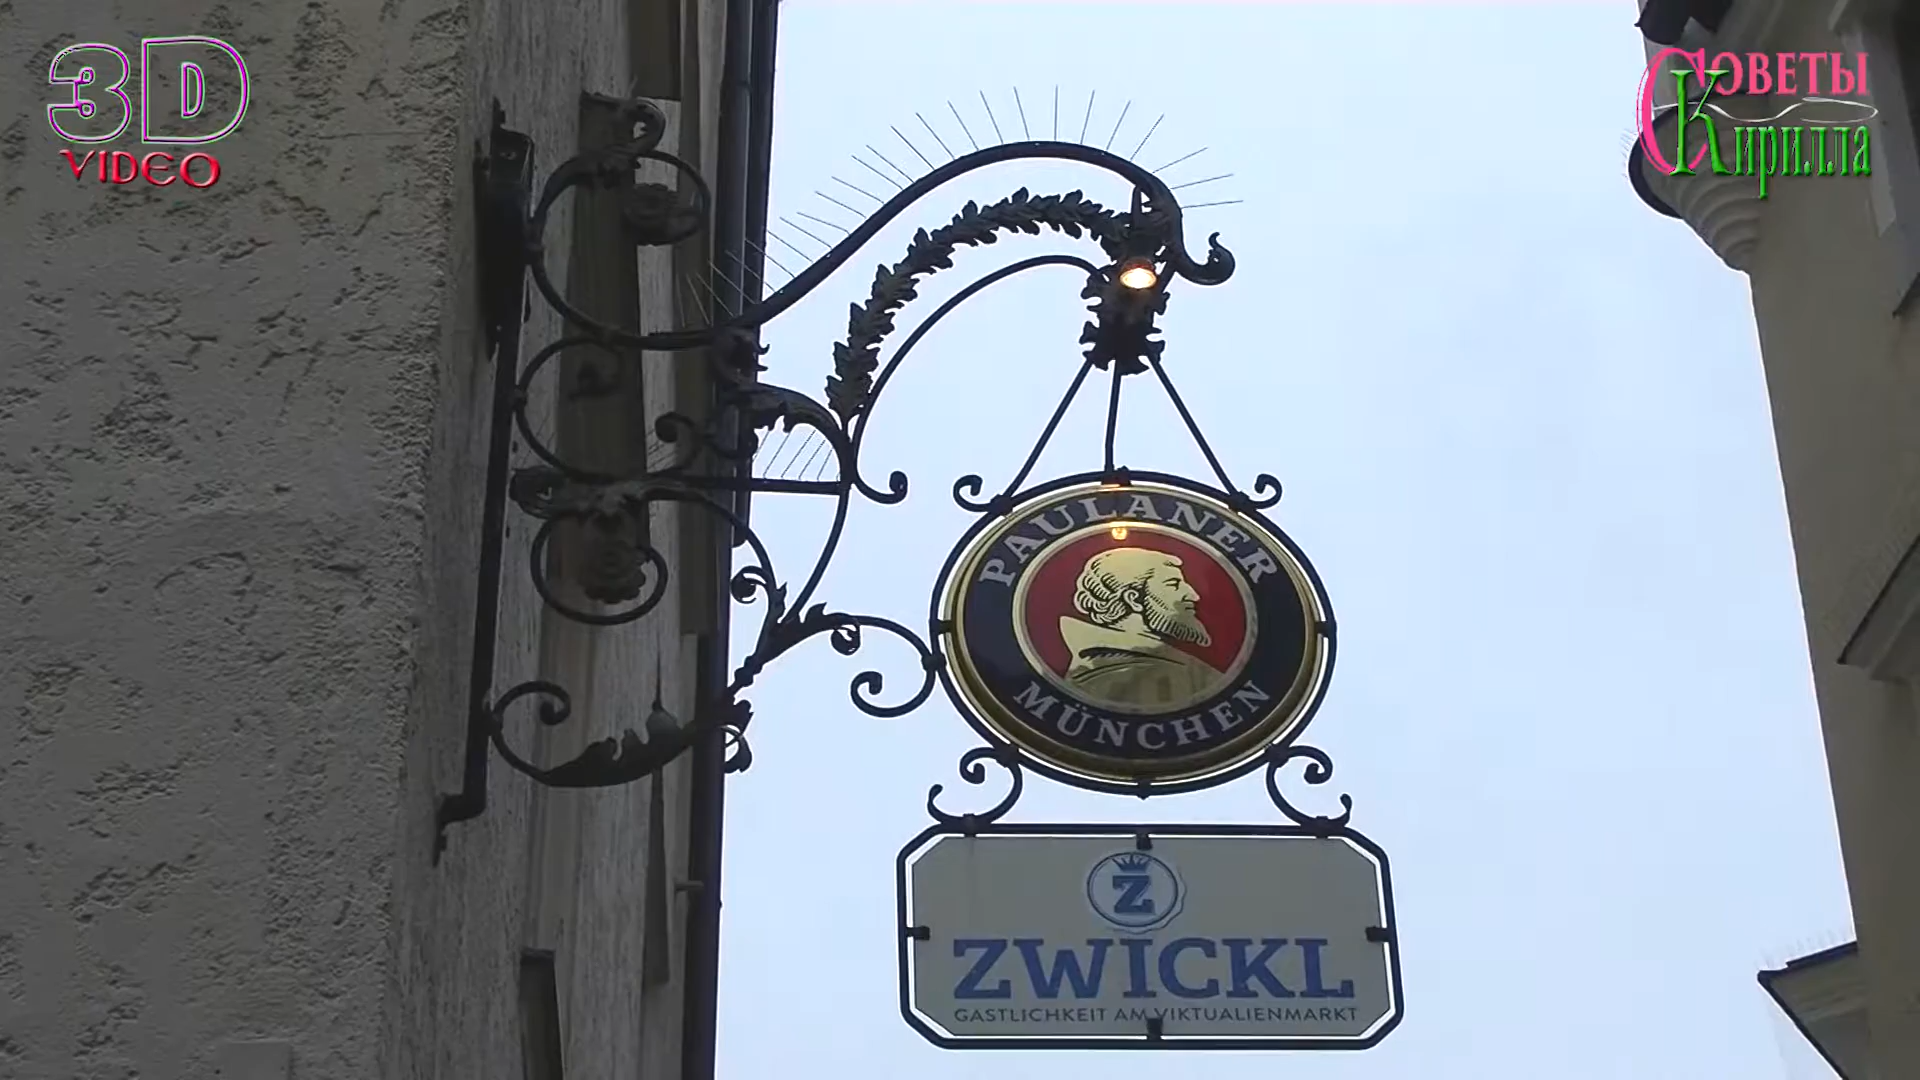 3D
VIDEO
Советы
Кирилла
PAULANER
MÜNCHEN
Z
ZWICKL
GASTLICHKEIT AM VIKTUALIENMARKT